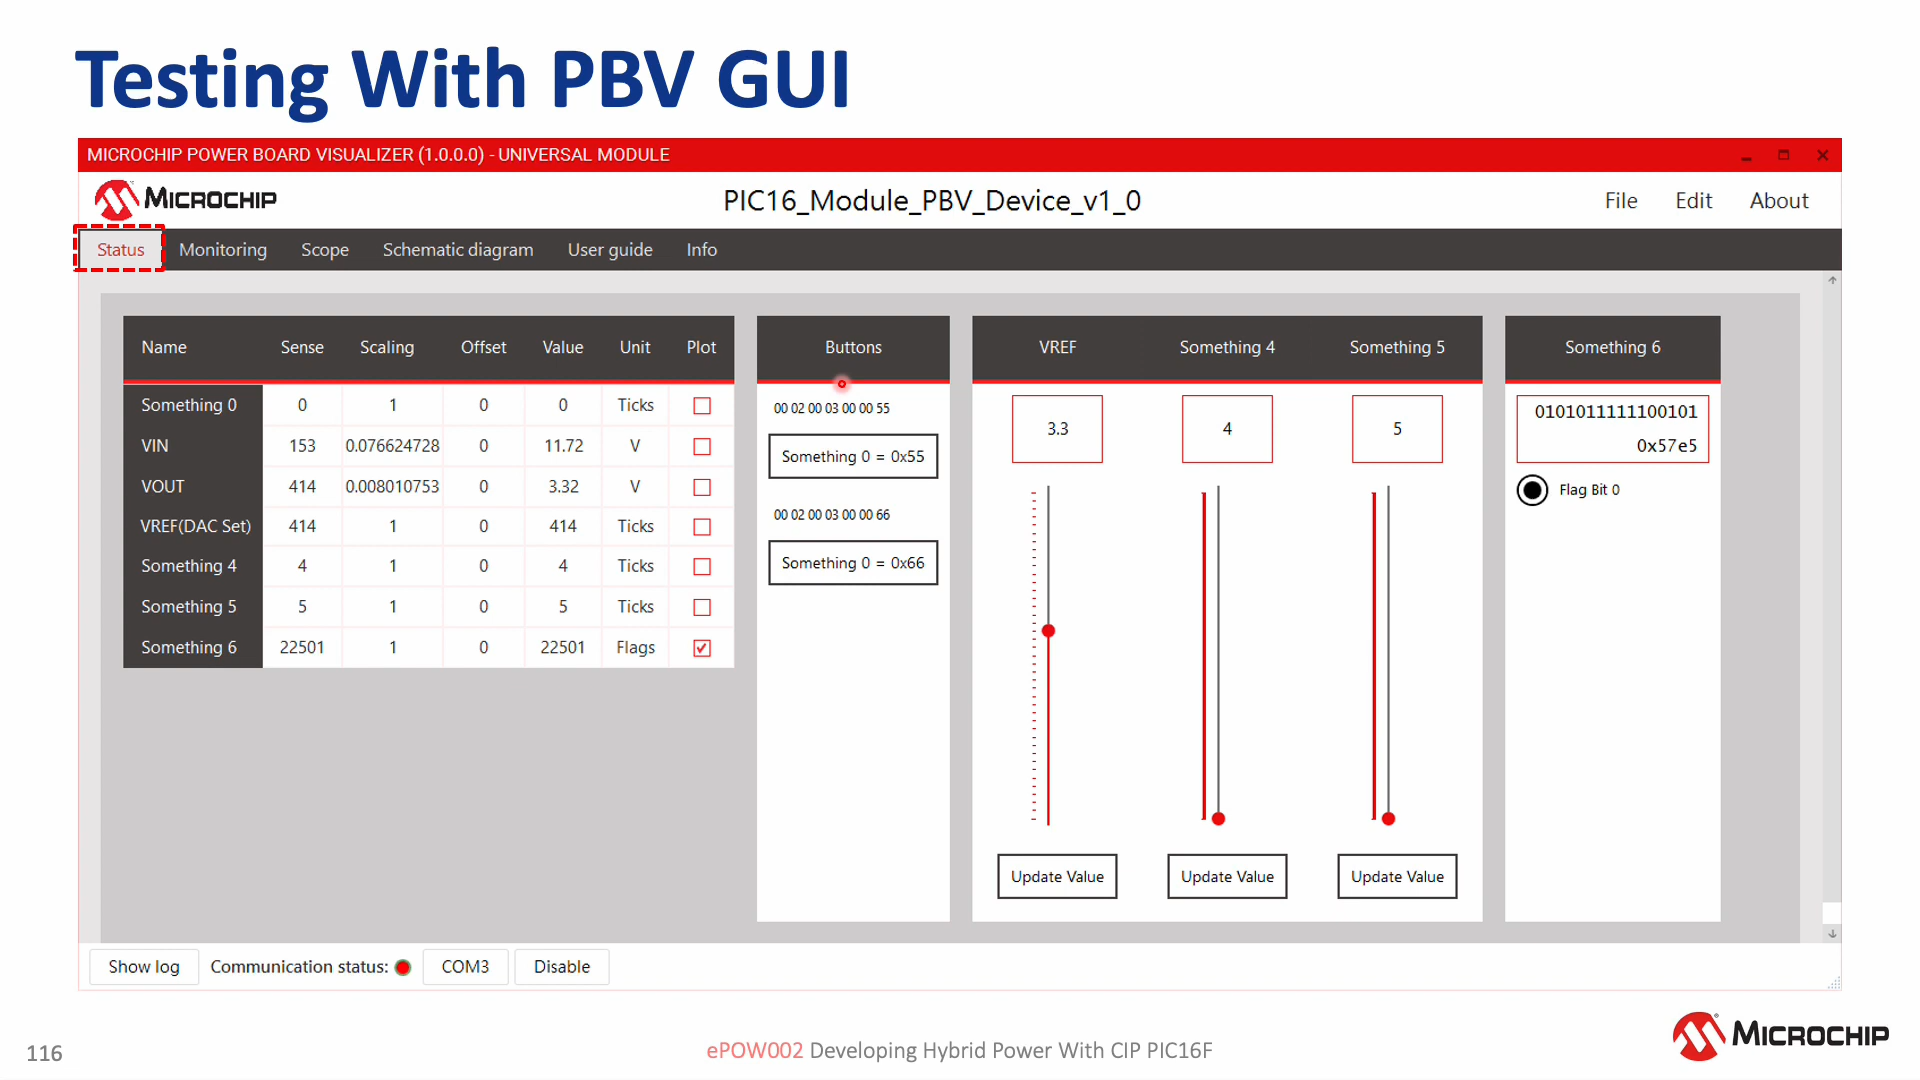 Testing With PBV GUI
MICROCHIP POWER BOARD VISUALIZER (1.0.0.0) - UNIVERSAL MODULE
MICROCHIP
PIC16_Module_PBV_Device_v1_0
File Edit About
Status Monitoring Scope Schematic diagram User guide Info
Name Sense Scaling Offset Value Unit Plot
Something 0 0 1 0 0 Ticks
VIN 153 0.076624728 0 11.72 V
VOUT 414 0.008010753 0 3.32 V
VREF(DAC Set) 414 1 0 414 Ticks
Something 4 4 1 0 4 Ticks
Something 5 5 1 0 5 Ticks
Something 6 22501 1 0 22501 Flags
Buttons
00 02 00 03 00 00 55
Something 0 = 0x55
00 02 00 03 00 00 66
Something 0 = 0x66
VREF Something 4 Something 5
3.3 4 5
Update Value Update Value Update Value
Something 6
0101011111100101
0x57e5
Flag Bit 0
Show log Communication status: COM3 Disable
116
ePOW002 Developing Hybrid Power With CIP PIC16F
MICROCHIP